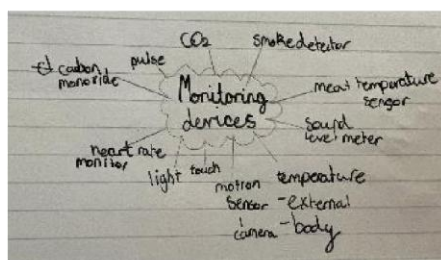 CO2
smoke detector
pulse
carbon
monoxide
Monitoring
devices
meat temperature
sensor
sound
level meter
heart rate
monitor
light
touch
motion
sensor
camera
temperature
-external
-body